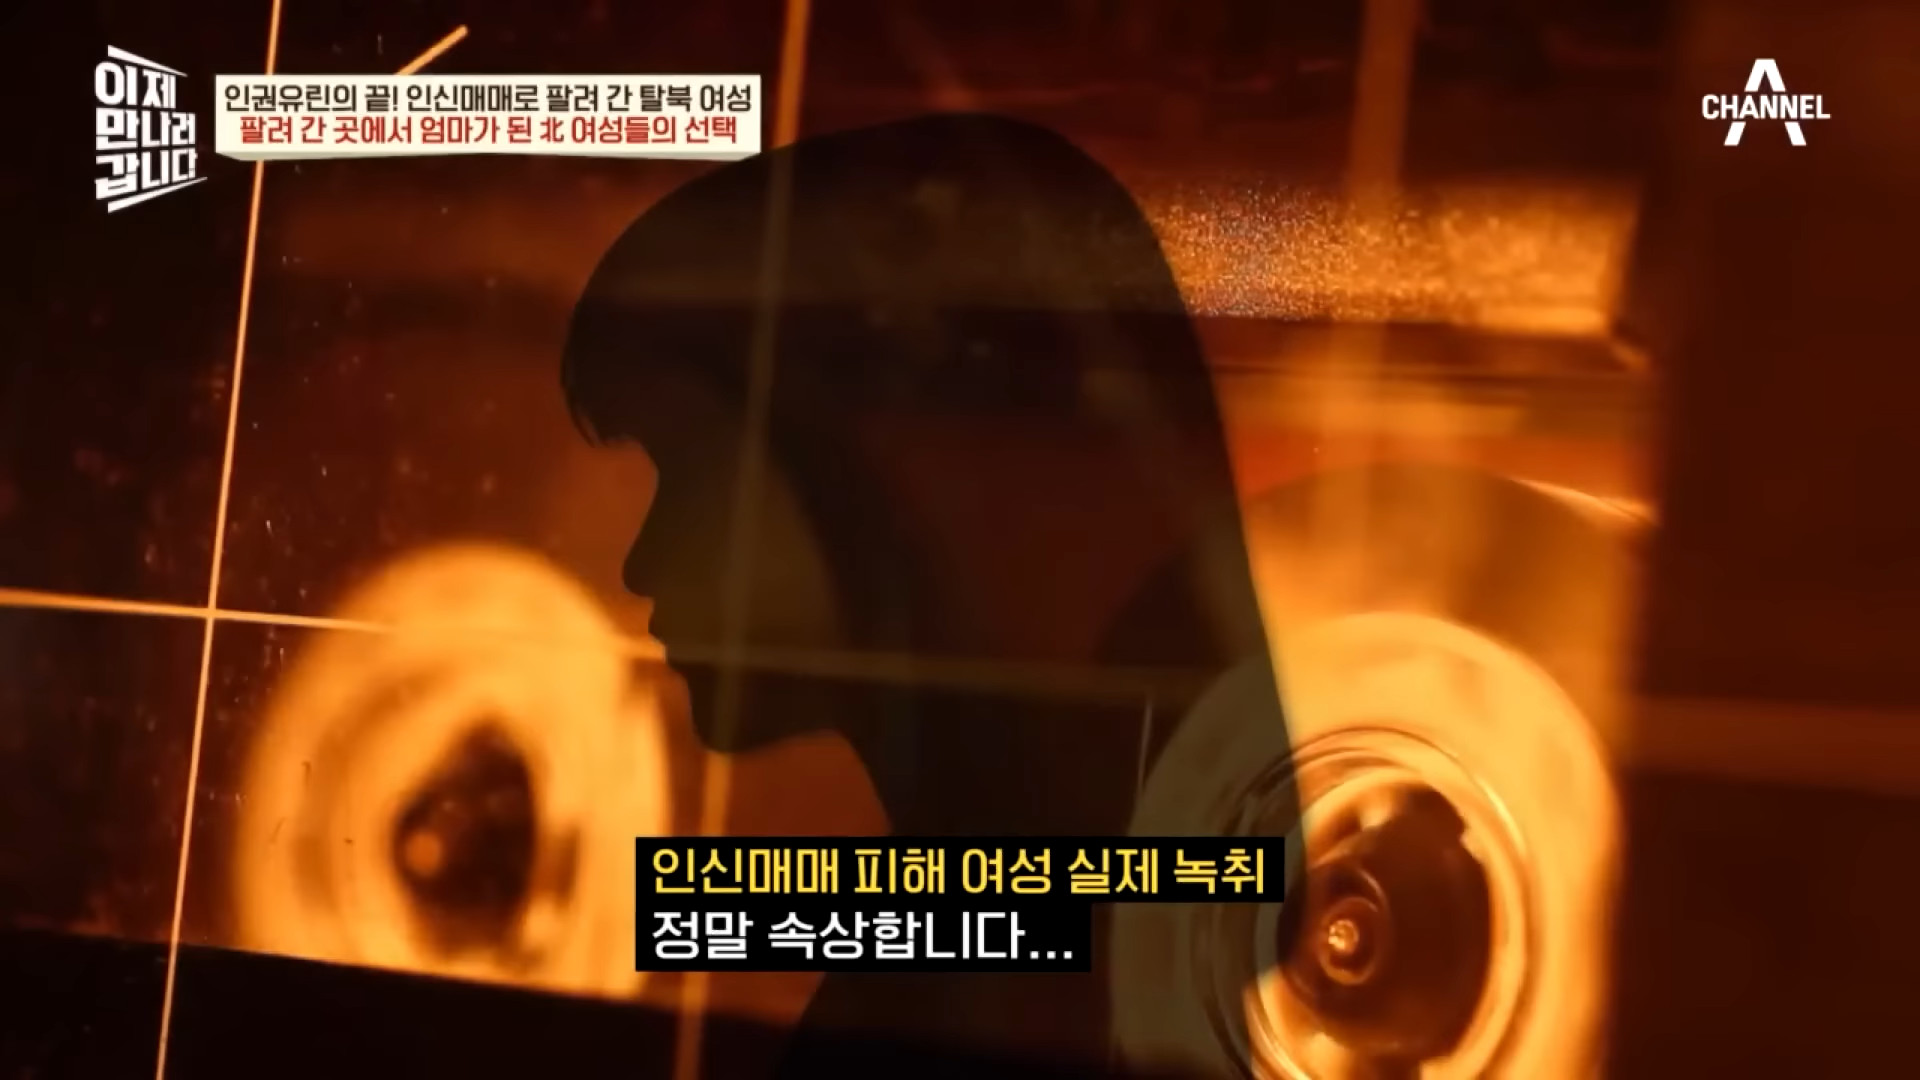 이제
만나러
갑니다
인권유린의 끝! 인신매매로 팔려 간 탈북 여성
팔려 간 곳에서 엄마가 된 北 여성들의 선택
CHANNEL A
인신매매 피해 여성 실제 녹취
정말 속상합니다...